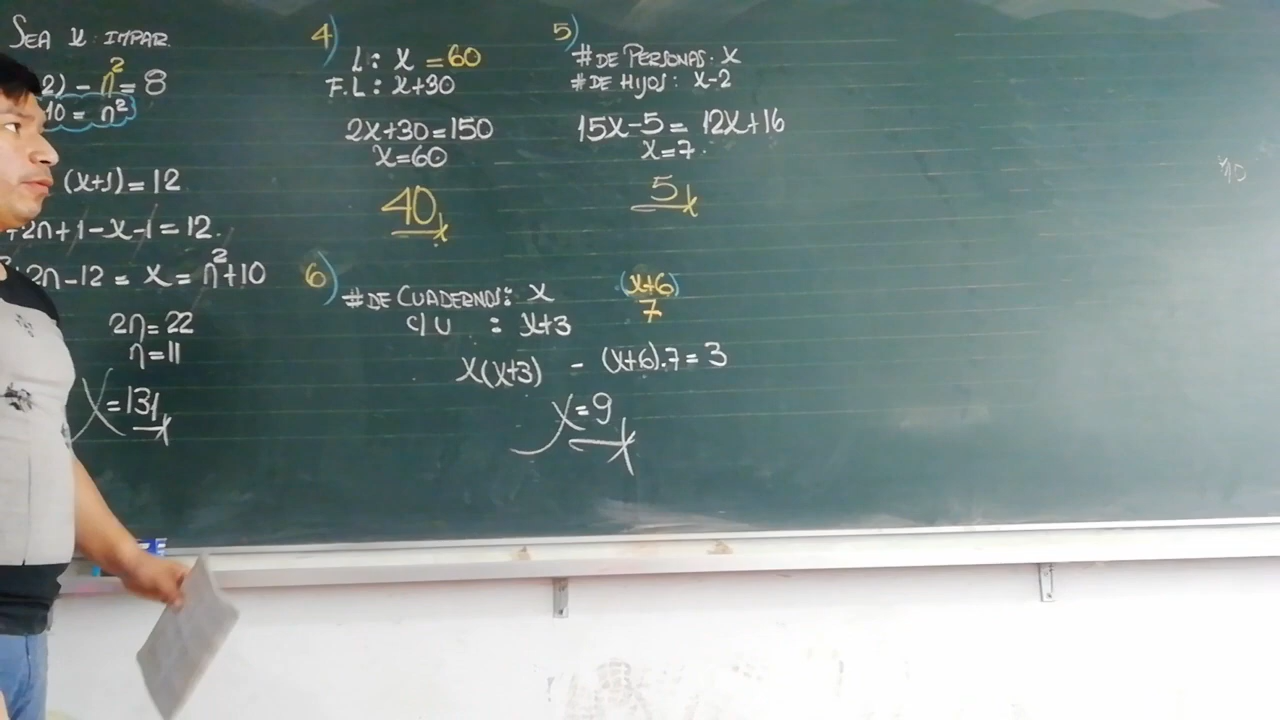 SEA x IMPAR.
2) - n² = 8
10 = n²
(x+1) = 12
+2n+1-x-1 = 12.
2n-12 = x = n²+10
2n = 22
n = 11
x = 131
4)
L: x = 60
F.L: x+30
2x+30=150
x=60
40
5)
# DE PERSONAS: x
# DE HIJOS: x-2
15x-5 = 12x+16
x=7.
5
6)
# DE CUADERNOS: x (x+6)/7
c/u : x+3
x(x+3) - (x+6).7 = 3
x=9